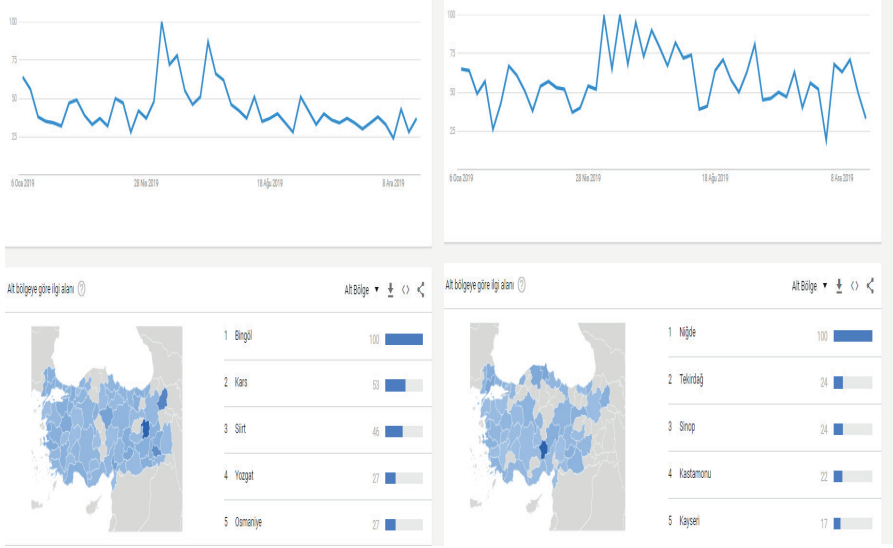 100
75
50
25
6 Oca 2019 28 Nis 2019 18 Ağu 2019 8 Ara 2019
Alt bölgeye göre ilgi alanı ?
Alt Bölge
1 Bingöl 100
2 Kars 53
3 Siirt 46
4 Yozgat 27
5 Osmaniye 27
100
75
50
25
6 Oca 2019 28 Nis 2019 18 Ağu 2019 8 Ara 2019
Alt bölgeye göre ilgi alanı ?
Alt Bölge
1 Niğde 100
2 Tekirdağ 24
3 Sinop 24
4 Kastamonu 22
5 Kayseri 17